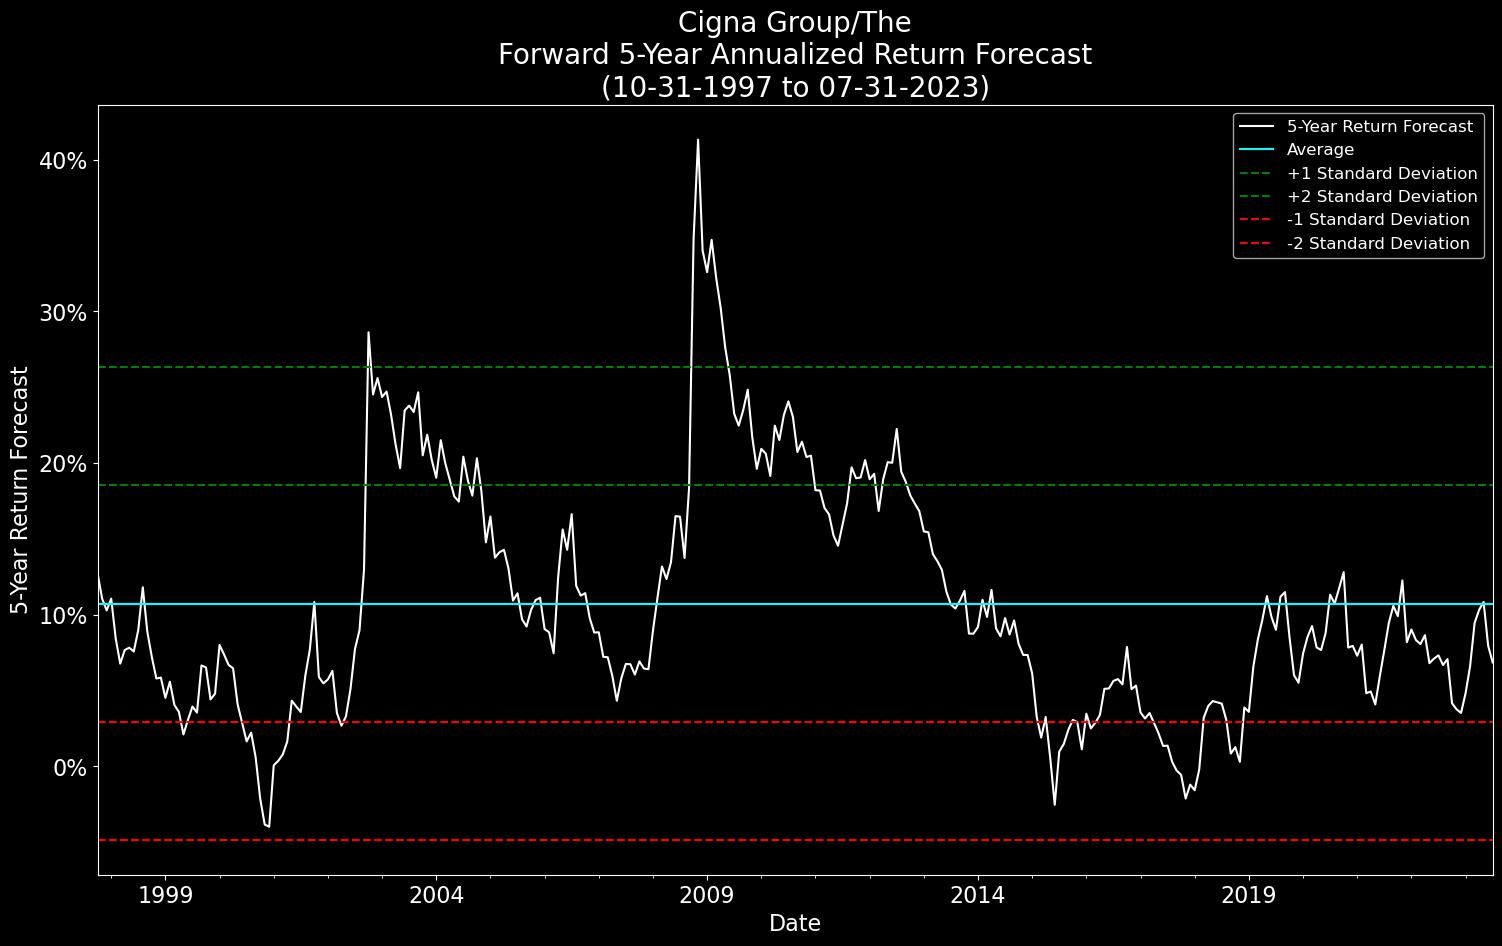 Cigna Group/The
Forward 5-Year Annualized Return Forecast
(10-31-1997 to 07-31-2023)
5-Year Return Forecast
Average
+1 Standard Deviation
+2 Standard Deviation
-1 Standard Deviation
-2 Standard Deviation
40%
30%
20%
10%
0%
5-Year Return Forecast
1999
2004
2009
2014
2019
Date